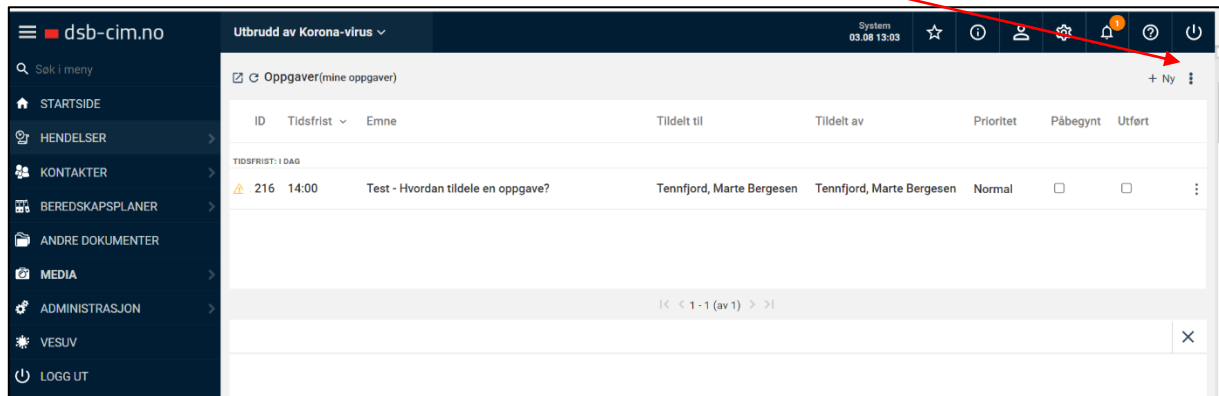 dsb-cim.no
Utbrudd av Korona-virus
System
03.08 13:03
1
Søk i meny
Oppgaver(mine oppgaver)
+ Ny
STARTSIDE
HENDELSER
KONTAKTER
BEREDSKAPSPLANER
ANDRE DOKUMENTER
MEDIA
ADMINISTRASJON
VESUV
LOGG UT
ID Tidsfrist Emne Tildelt til Tildelt av Prioritet Påbegynt Utført
TIDSFRIST: I DAG
216 14:00 Test - Hvordan tildele en oppgave? Tennfjord, Marte Bergesen Tennfjord, Marte Bergesen Normal
1 - 1 (av 1)